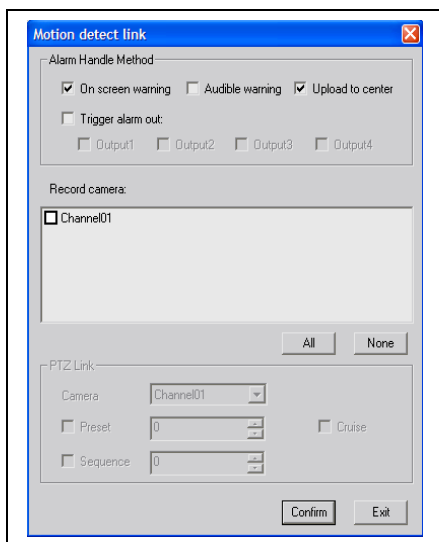 Motion detect link
Alarm Handle Method
On screen warning Audible warning Upload to center
Trigger alarm out:
Output1 Output2 Output3 Output4
Record camera:
Channel01
All None
PTZ Link
Camera Channel01
Preset 0 Cruise
Sequence 0
Confirm Exit